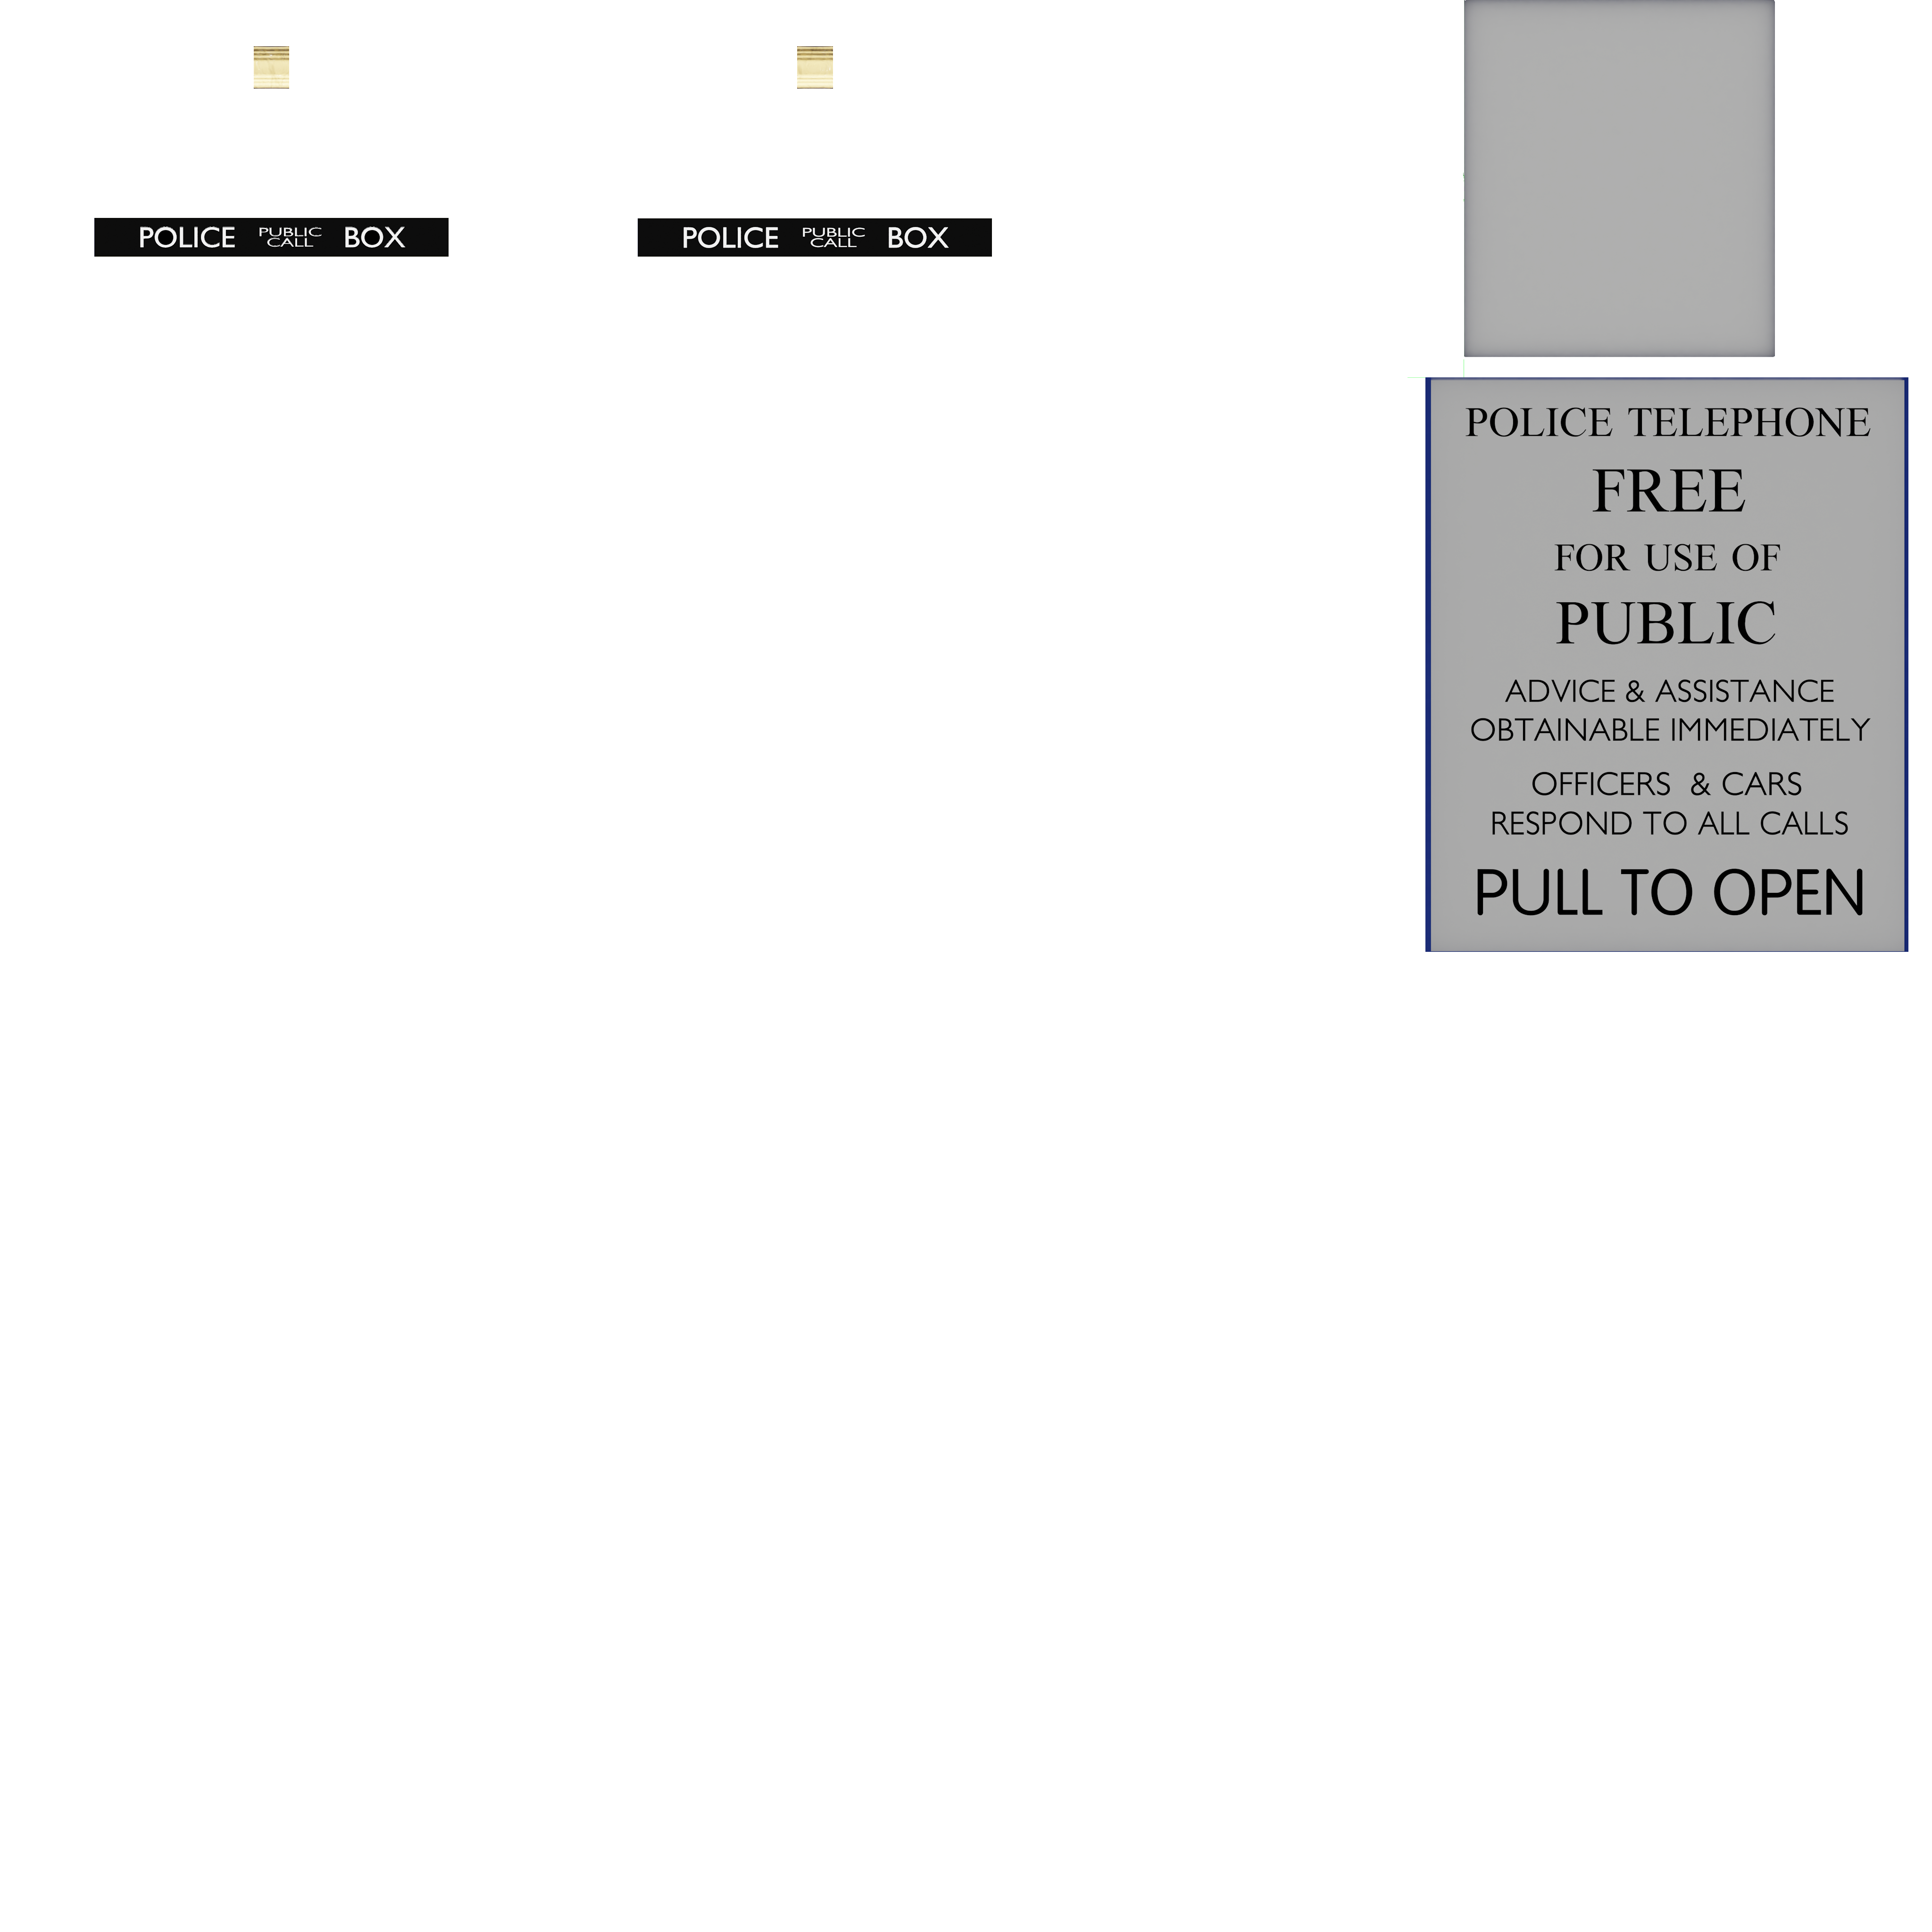 POLICE PUBLIC CALL BOX
POLICE PUBLIC CALL BOX
POLICE TELEPHONE
FREE
FOR USE OF
PUBLIC
ADVICE & ASSISTANCE
OBTAINABLE IMMEDIATELY
OFFICERS & CARS
RESPOND TO ALL CALLS
PULL TO OPEN